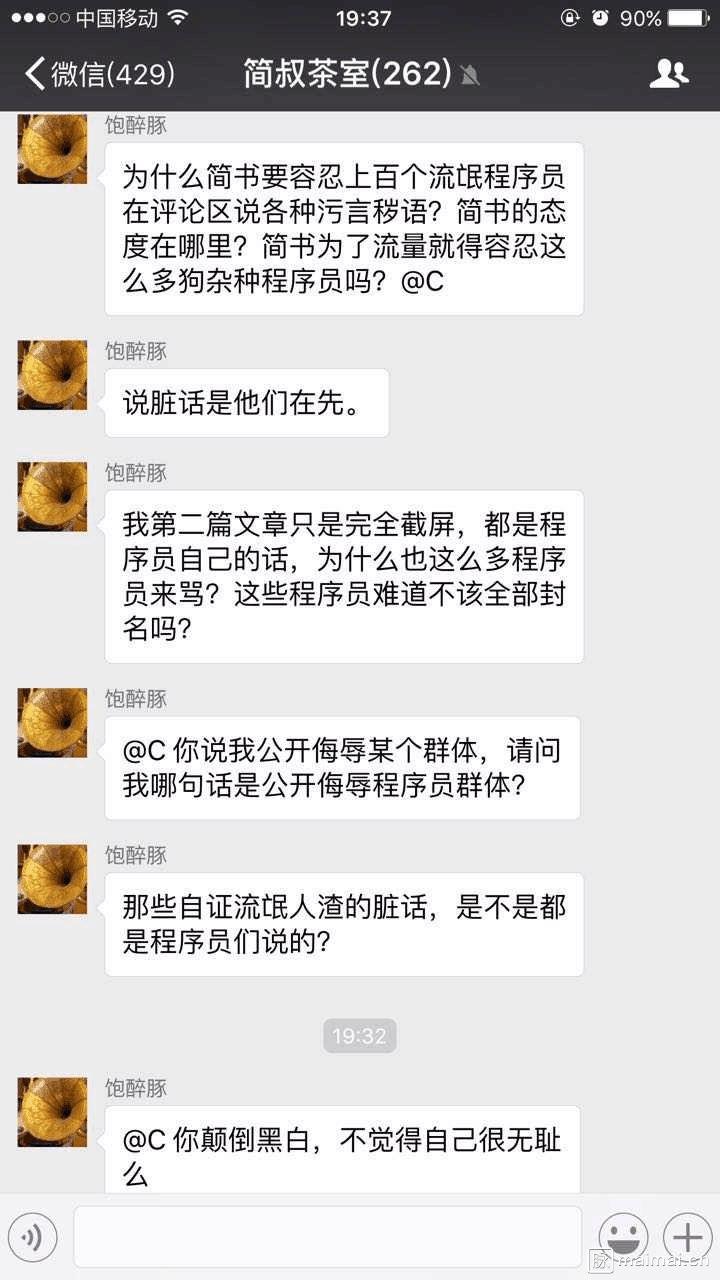 中国移动 19:37 90%
微信(429) 简叔茶室(262)
饱醉豚
为什么简书要容忍上百个流氓程序员
在评论区说各种污言秽语？简书的态
度在哪里？简书为了流量就得容忍这
么多狗杂种程序员吗？@C
饱醉豚
说脏话是他们在先。
饱醉豚
我第二篇文章只是完全截屏，都是程
序员自己的话，为什么也这么多程序
员来骂？这些程序员难道不该全部封
名吗？
饱醉豚
@C 你说我公开侮辱某个群体，请问
我哪句话是公开侮辱程序员群体？
饱醉豚
那些自证流氓人渣的脏话，是不是都
是程序员们说的？
19:32
饱醉豚
@C 你颠倒黑白，不觉得自己很无耻
么
脉 maimai.cn